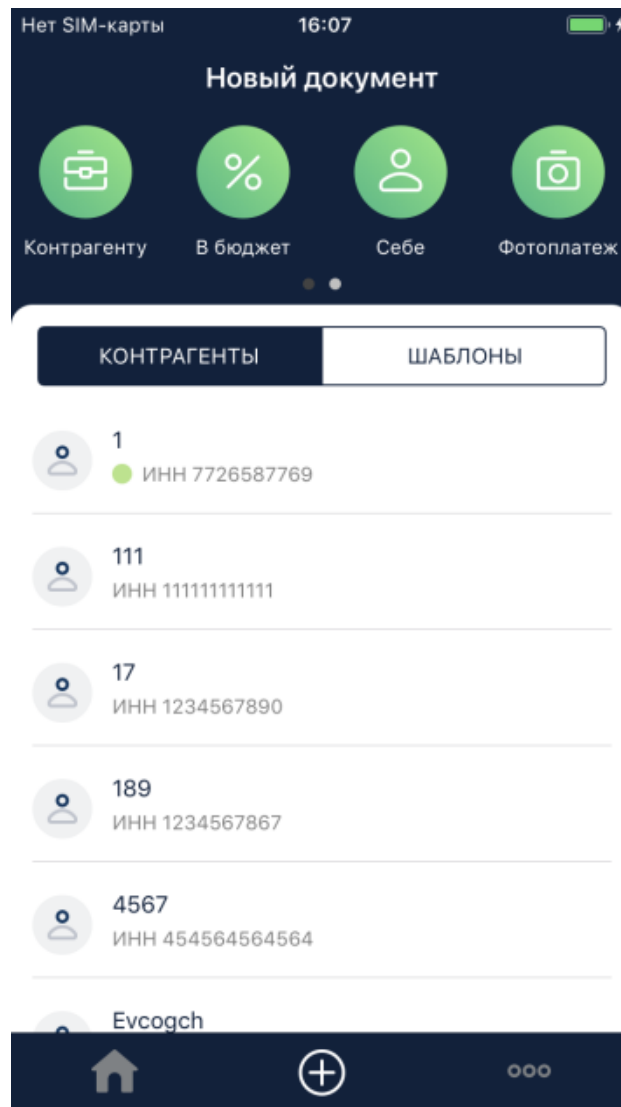 Нет SIM-карты 16:07
Новый документ
Контрагенту В бюджет Себе Фотоплатеж
КОНТРАГЕНТЫ ШАБЛОНЫ
1
ИНН 7726587769
111
ИНН 111111111111
17
ИНН 1234567890
189
ИНН 1234567867
4567
ИНН 454564564564
Evcogch